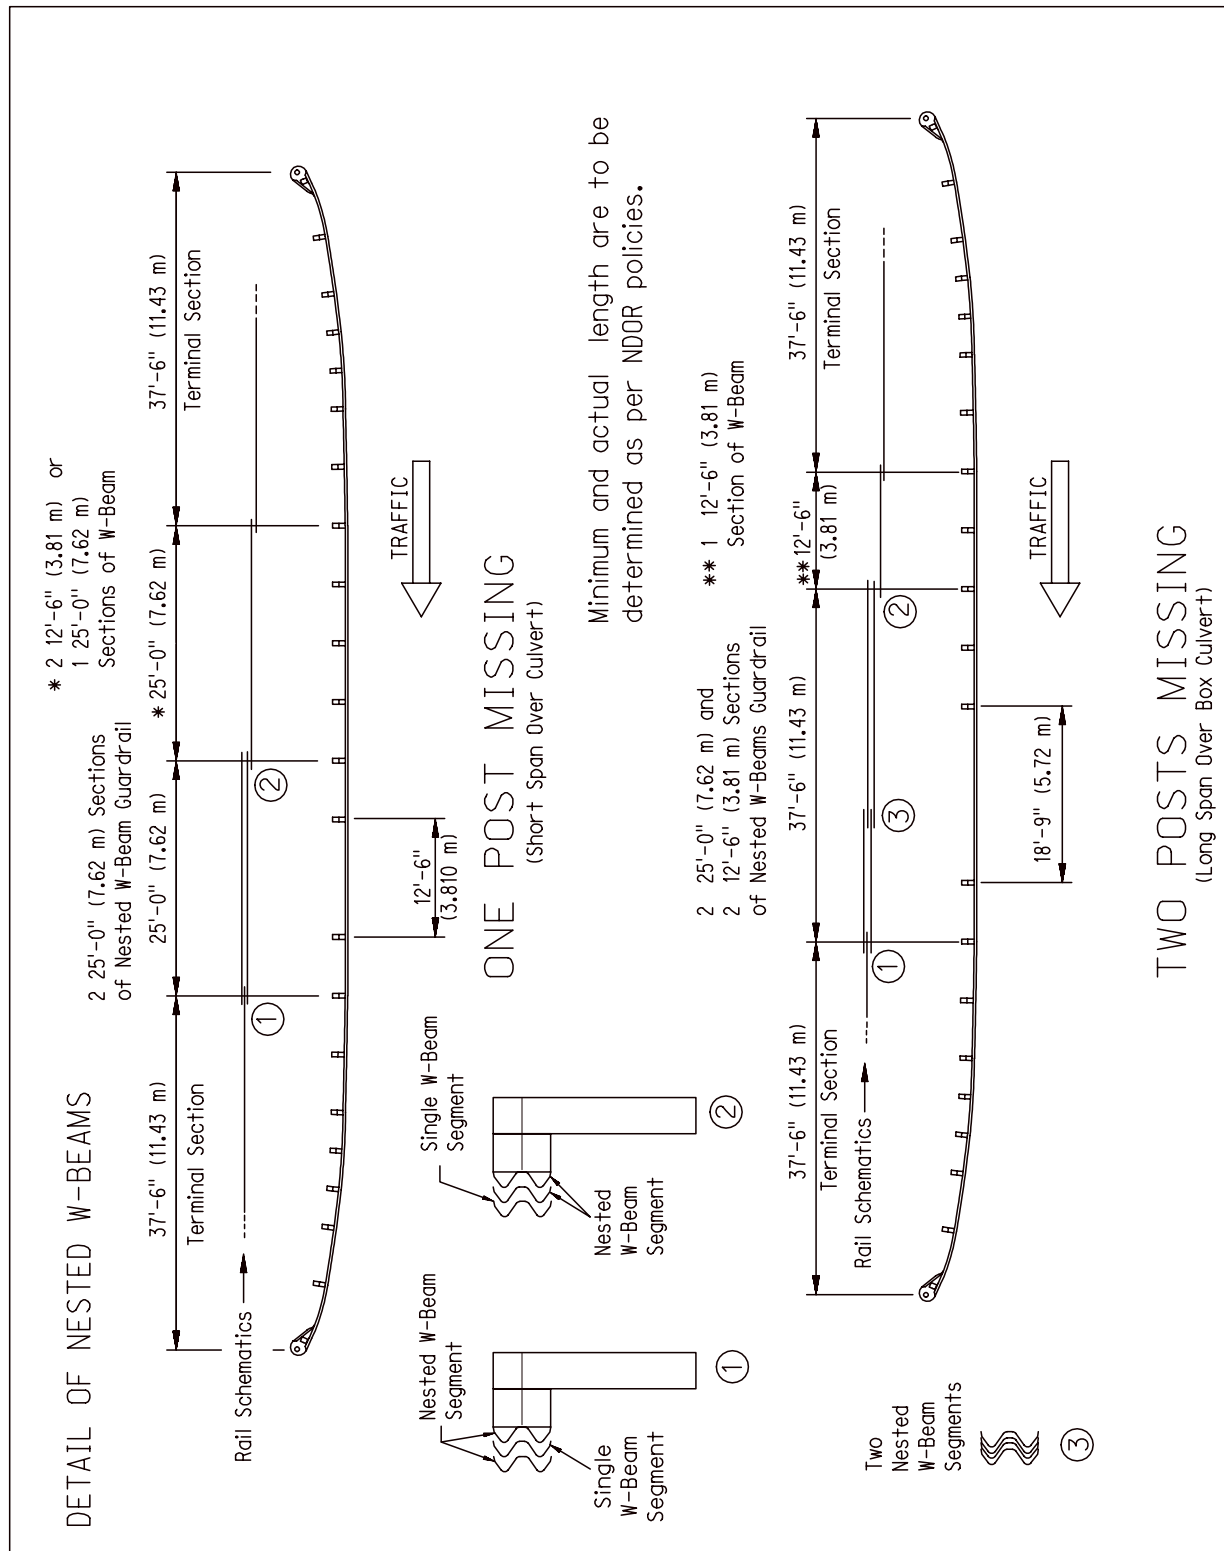 DETAIL OF NESTED W-BEAMS
* 2 12'-6" (3.81 m) or
1 25'-0" (7.62 m)
Sections of W-Beam
2 25'-0" (7.62 m) Sections
of Nested W-Beam Guardrail
37'-6" (11.43 m)
Terminal Section
25'-0" (7.62 m)
* 25'-0" (7.62 m)
37'-6" (11.43 m)
Terminal Section
Rail Schematics
1
2
TRAFFIC
12'-6"
(3.810 m)
ONE POST MISSING
(Short Span Over Culvert)
Nested W-Beam
Segment
Single
W-Beam
Segment
1
Single W-Beam
Segment
Nested
W-Beam
Segment
2
Minimum and actual length are to be
determined as per NDOR policies.
2 25'-0" (7.62 m) and
2 12'-6" (3.81 m) Sections
of Nested W-Beams Guardrail
** 1 12'-6" (3.81 m)
Section of W-Beam
37'-6" (11.43 m)
Terminal Section
37'-6" (11.43 m)
** 12'-6"
(3.81 m)
37'-6" (11.43 m)
Terminal Section
Rail Schematics
1
3
2
TRAFFIC
18'-9" (5.72 m)
Two
Nested
W-Beam
Segments
3
TWO POSTS MISSING
(Long Span Over Box Culvert)